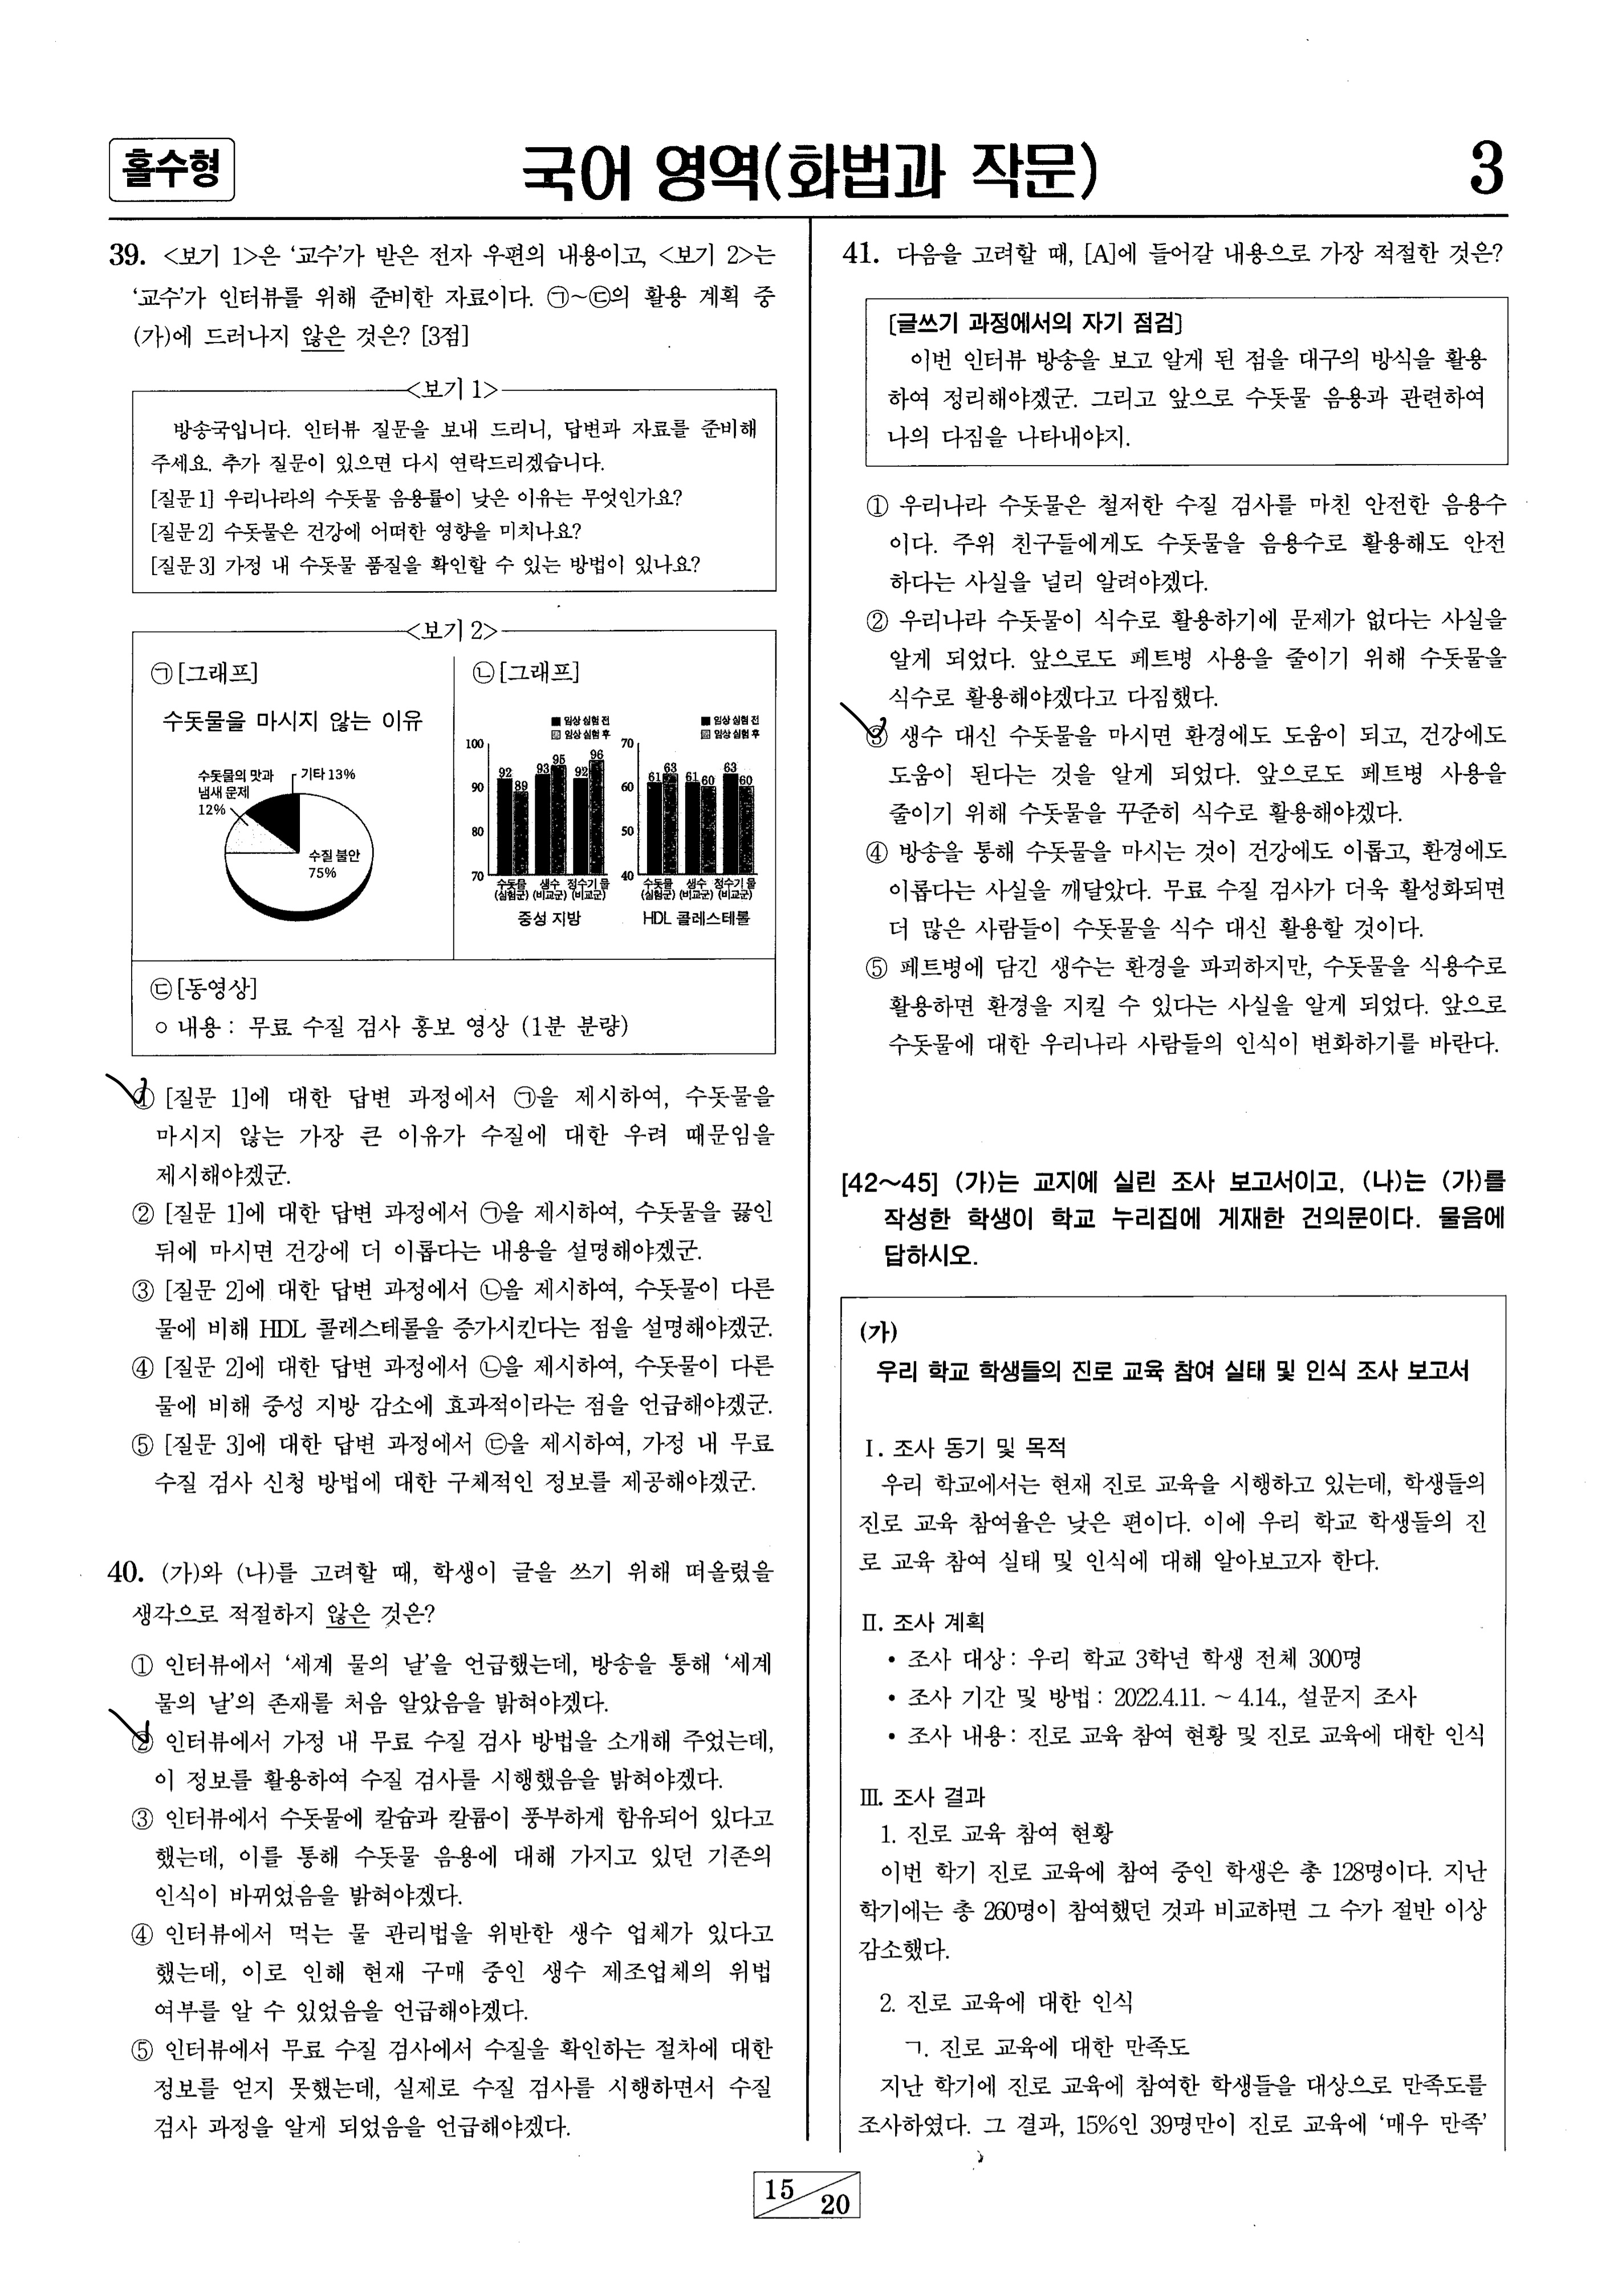 홀수형
국어 영역(화법과 작문)
3
39. <보기 1>은 '교수'가 받은 전자 우편의 내용이고, <보기 2>는
'교수'가 인터뷰를 위해 준비한 자료이다. ㉠~㉢의 활용 계획 중
(가)에 드러나지 않은 것은? [3점]
<보기 1>
방송국입니다. 인터뷰 질문을 보내 드리니, 답변과 자료를 준비해
주세요. 추가 질문이 있으면 다시 연락드리겠습니다.
[질문 1] 우리나라의 수돗물 음용률이 낮은 이유는 무엇인가요?
[질문 2] 수돗물은 건강에 어떠한 영향을 미치나요?
[질문 3] 가정 내 수돗물 품질을 확인할 수 있는 방법이 있나요?
<보기 2>
㉠ [그래프]
수돗물을 마시지 않는 이유
수돗물의 맛과
냄새 문제
12%
기타 13%
수질 불안
75%
㉡ [그래프]
임상 실험 전
임상 실험 후
100
90
80
70
92
89
93
95
92
96
수돗물 생수 정수기 물
(실험군) (비교군) (비교군)
중성 지방
임상 실험 전
임상 실험 후
70
60
50
40
61
63
61
60
63
60
수돗물 생수 정수기 물
(실험군) (비교군) (비교군)
HDL 콜레스테롤
㉢ [동영상]
○ 내용 : 무료 수질 검사 홍보 영상 (1분 분량)
① [질문 1]에 대한 답변 과정에서 ㉠을 제시하여, 수돗물을
마시지 않는 가장 큰 이유가 수질에 대한 우려 때문임을
제시해야겠군.
② [질문 1]에 대한 답변 과정에서 ㉠을 제시하여, 수돗물을 끓인
뒤에 마시면 건강에 더 이롭다는 내용을 설명해야겠군.
③ [질문 2]에 대한 답변 과정에서 ㉡을 제시하여, 수돗물이 다른
물에 비해 HDL 콜레스테롤을 증가시킨다는 점을 설명해야겠군.
④ [질문 2]에 대한 답변 과정에서 ㉡을 제시하여, 수돗물이 다른
물에 비해 중성 지방 감소에 효과적이라는 점을 언급해야겠군.
⑤ [질문 3]에 대한 답변 과정에서 ㉢을 제시하여, 가정 내 무료
수질 검사 신청 방법에 대한 구체적인 정보를 제공해야겠군.
40. (가)와 (나)를 고려할 때, 학생이 글을 쓰기 위해 떠올렸을
생각으로 적절하지 않은 것은?
① 인터뷰에서 '세계 물의 날'을 언급했는데, 방송을 통해 '세계
물의 날'의 존재를 처음 알았음을 밝혀야겠다.
② 인터뷰에서 가정 내 무료 수질 검사 방법을 소개해 주었는데,
이 정보를 활용하여 수질 검사를 시행했음을 밝혀야겠다.
③ 인터뷰에서 수돗물에 칼슘과 칼륨이 풍부하게 함유되어 있다고
했는데, 이를 통해 수돗물 음용에 대해 가지고 있던 기존의
인식이 바뀌었음을 밝혀야겠다.
④ 인터뷰에서 먹는 물 관리법을 위반한 생수 업체가 있다고
했는데, 이로 인해 현재 구매 중인 생수 제조업체의 위법
여부를 알 수 있었음을 언급해야겠다.
⑤ 인터뷰에서 무료 수질 검사에서 수질을 확인하는 절차에 대한
정보를 얻지 못했는데, 실제로 수질 검사를 시행하면서 수질
검사 과정을 알게 되었음을 언급해야겠다.
41. 다음을 고려할 때, [A]에 들어갈 내용으로 가장 적절한 것은?
[글쓰기 과정에서의 자기 점검]
이번 인터뷰 방송을 보고 알게 된 점을 대구의 방식을 활용
하여 정리해야겠군. 그리고 앞으로 수돗물 음용과 관련하여
나의 다짐을 나타내야지.
① 우리나라 수돗물은 철저한 수질 검사를 마친 안전한 음용수
이다. 주위 친구들에게도 수돗물을 음용수로 활용해도 안전
하다는 사실을 널리 알려야겠다.
② 우리나라 수돗물이 식수로 활용하기에 문제가 없다는 사실을
알게 되었다. 앞으로도 페트병 사용을 줄이기 위해 수돗물을
식수로 활용해야겠다고 다짐했다.
③ 생수 대신 수돗물을 마시면 환경에도 도움이 되고, 건강에도
도움이 된다는 것을 알게 되었다. 앞으로도 페트병 사용을
줄이기 위해 수돗물을 꾸준히 식수로 활용해야겠다.
④ 방송을 통해 수돗물을 마시는 것이 건강에도 이롭고, 환경에도
이롭다는 사실을 깨달았다. 무료 수질 검사가 더욱 활성화되면
더 많은 사람들이 수돗물을 식수 대신 활용할 것이다.
⑤ 페트병에 담긴 생수는 환경을 파괴하지만, 수돗물을 식용수로
활용하면 환경을 지킬 수 있다는 사실을 알게 되었다. 앞으로
수돗물에 대한 우리나라 사람들의 인식이 변화하기를 바란다.
[42~45] (가)는 교지에 실린 조사 보고서이고, (나)는 (가)를
작성한 학생이 학교 누리집에 게재한 건의문이다. 물음에
답하시오.
(가)
우리 학교 학생들의 진로 교육 참여 실태 및 인식 조사 보고서
Ⅰ. 조사 동기 및 목적
우리 학교에서는 현재 진로 교육을 시행하고 있는데, 학생들의
진로 교육 참여율은 낮은 편이다. 이에 우리 학교 학생들의 진
로 교육 참여 실태 및 인식에 대해 알아보고자 한다.
Ⅱ. 조사 계획
• 조사 대상 : 우리 학교 3학년 학생 전체 300명
• 조사 기간 및 방법 : 2022.4.11. ~ 4.14., 설문지 조사
• 조사 내용 : 진로 교육 참여 현황 및 진로 교육에 대한 인식
Ⅲ. 조사 결과
1. 진로 교육 참여 현황
이번 학기 진로 교육에 참여 중인 학생은 총 128명이다. 지난
학기에는 총 260명이 참여했던 것과 비교하면 그 수가 절반 이상
감소했다.
2. 진로 교육에 대한 인식
ㄱ. 진로 교육에 대한 만족도
지난 학기에 진로 교육에 참여한 학생들을 대상으로 만족도를
조사하였다. 그 결과, 15%인 39명만이 진로 교육에 '매우 만족'
15
20